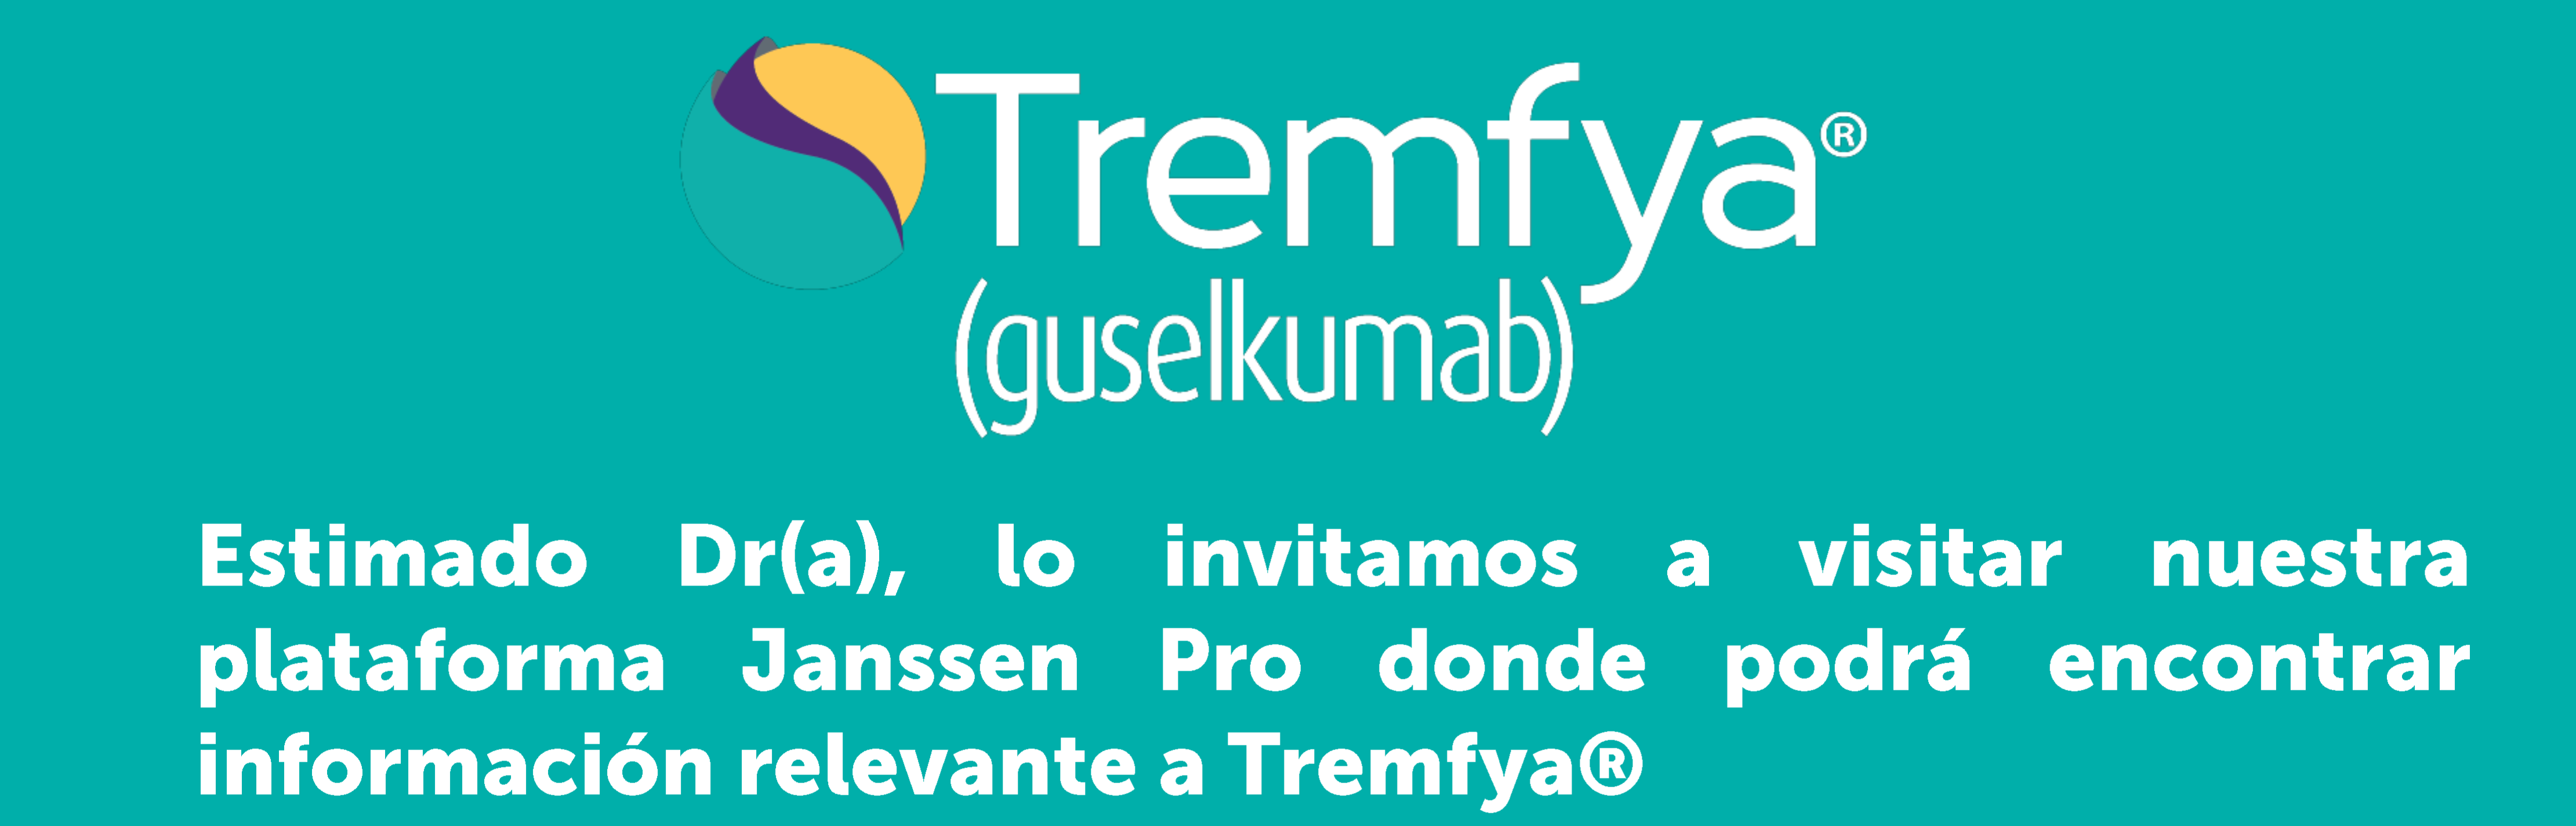 Tremfya®
(guselkumab)
Estimado Dr(a), lo invitamos a visitar nuestra
plataforma Janssen Pro donde podrá encontrar
información relevante a Tremfya®